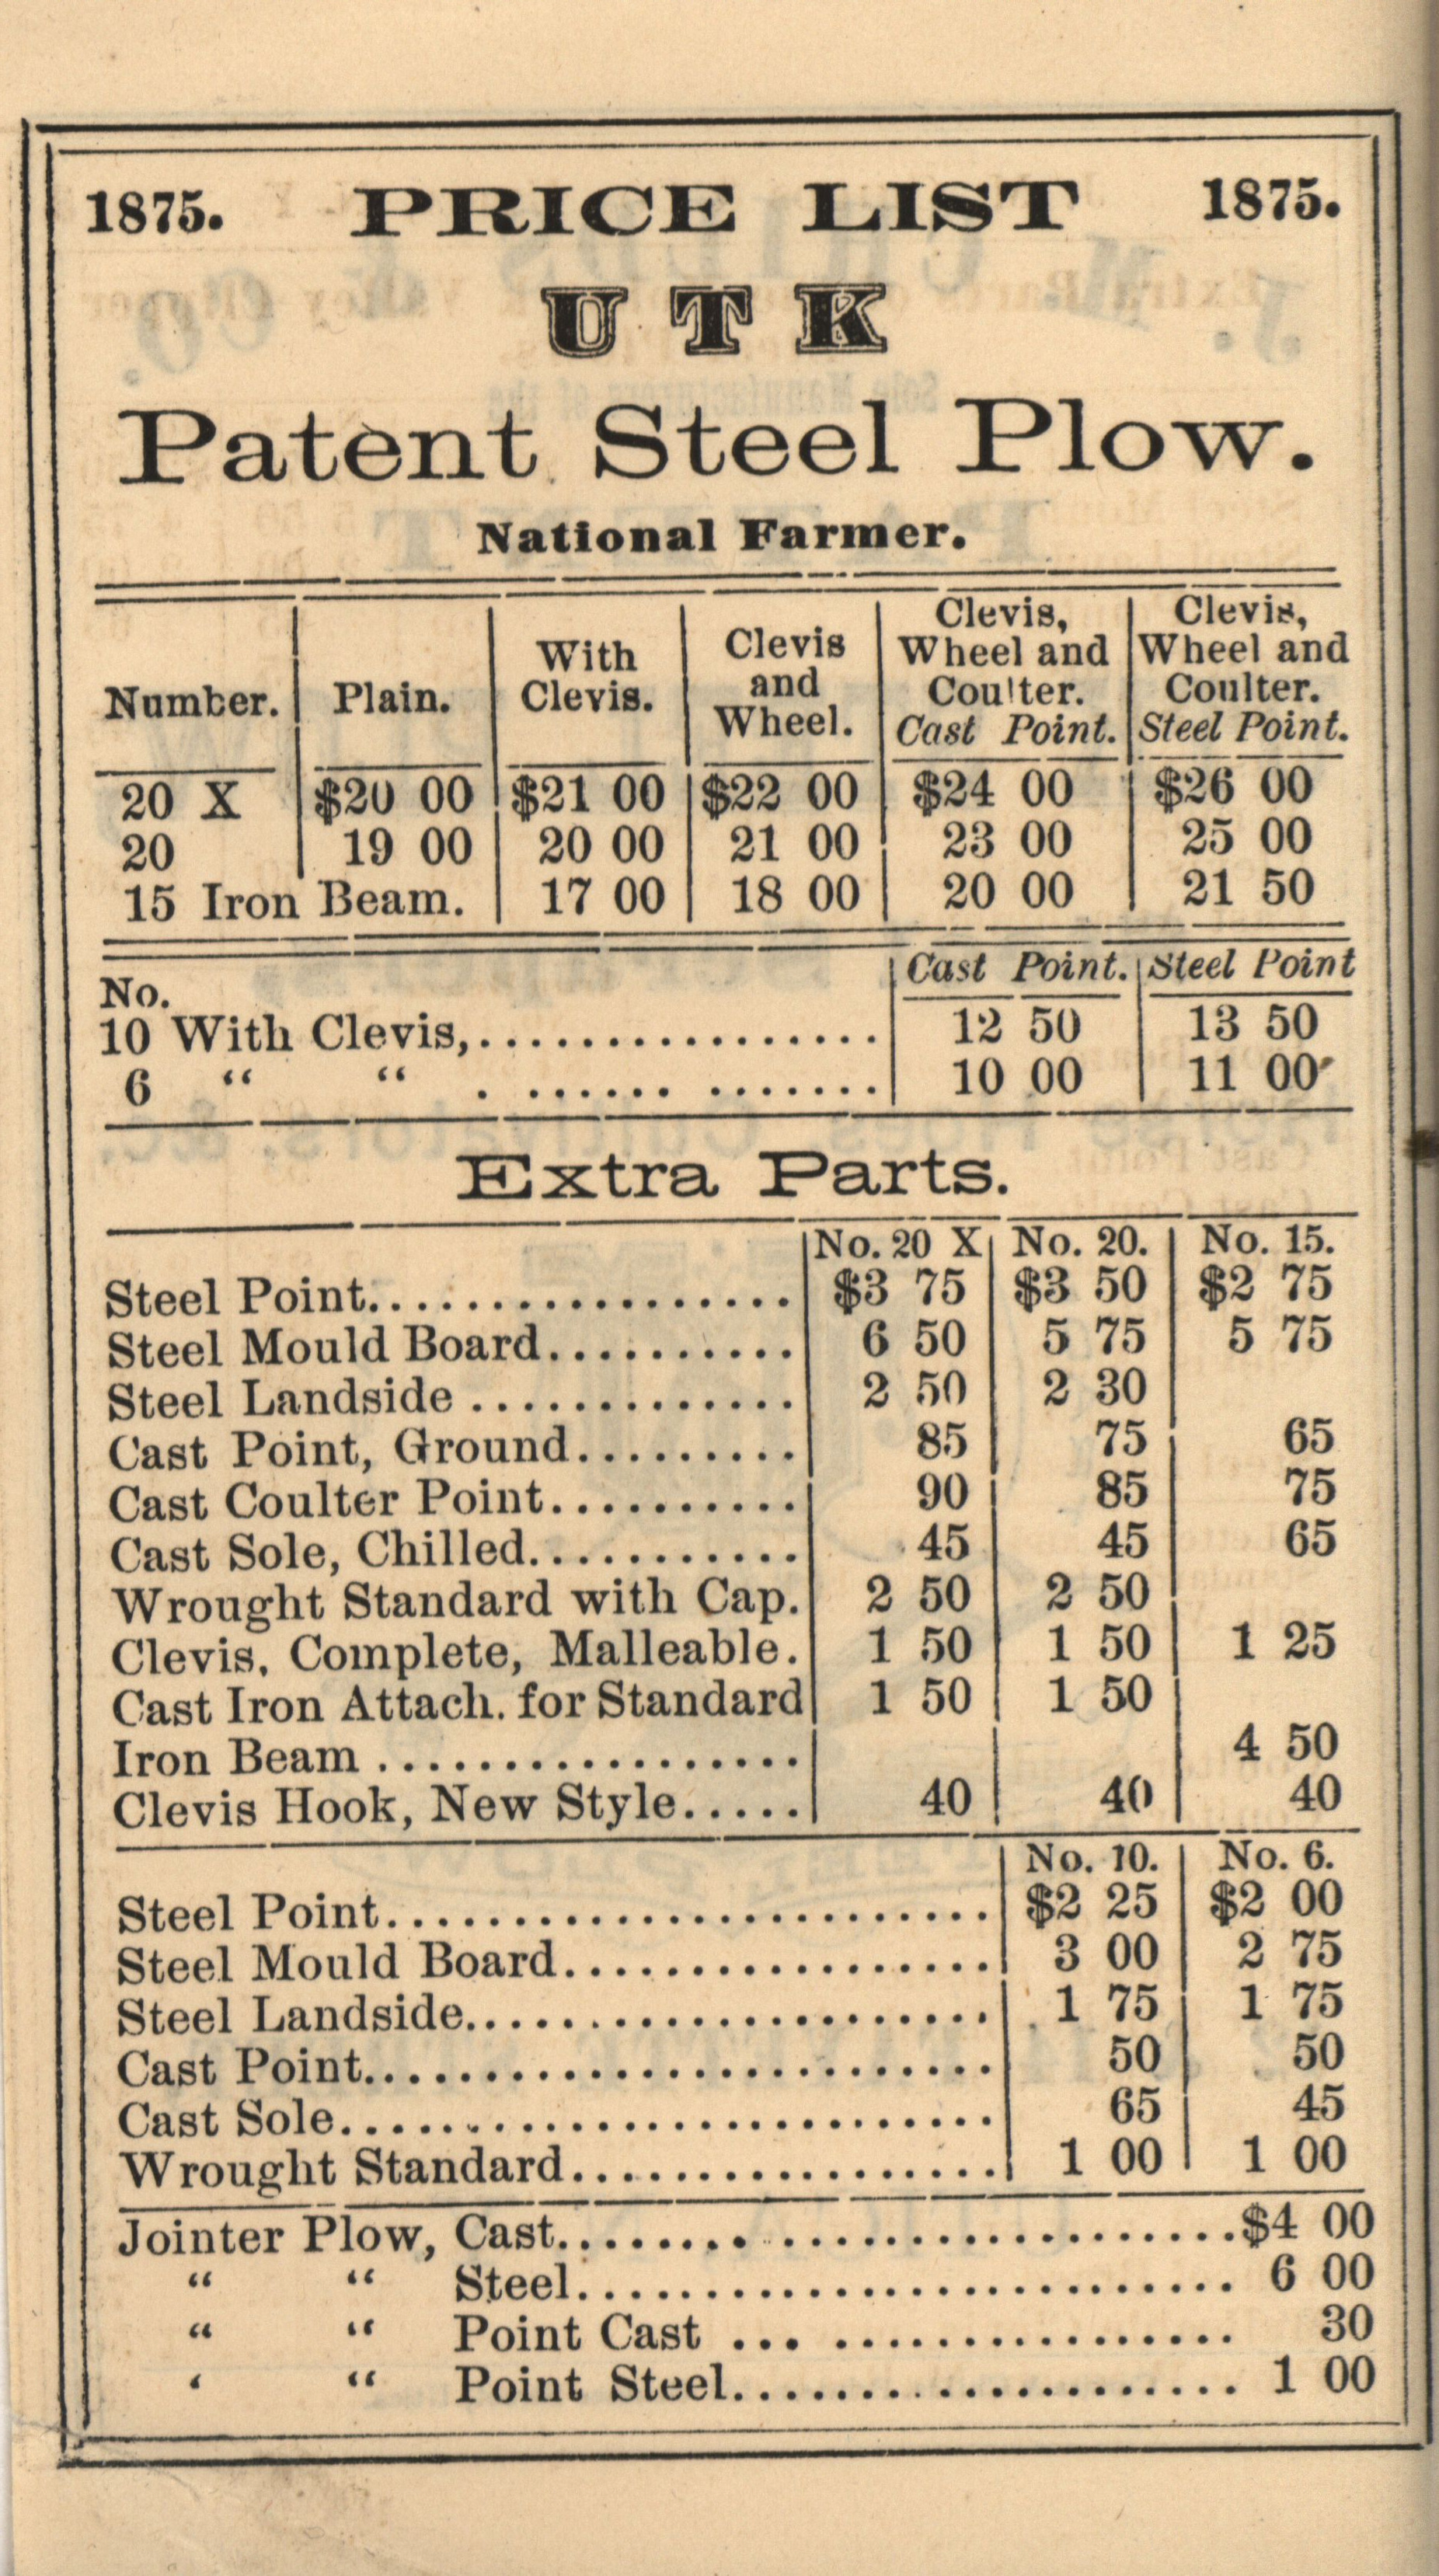 1875. PRICE LIST 1875.
UTK
Patent Steel Plow.
National Farmer.
Number. Plain. With Clevis. Clevis and Wheel. Clevis, Wheel and Coulter. Cast Point. Clevis, Wheel and Coulter. Steel Point.
20 X $20 00 $21 00 $22 00 $24 00 $26 00
20 19 00 20 00 21 00 23 00 25 00
15 Iron Beam. 17 00 18 00 20 00 21 50
No. Cast Point. Steel Point
10 With Clevis,................. 12 50 13 50
6 “ “ . ...... ....... 10 00 11 00
Extra Parts.
No. 20 X No. 20. No. 15.
Steel Point.................. $3 75 $3 50 $2 75
Steel Mould Board.......... 6 50 5 75 5 75
Steel Landside ............. 2 50 2 30
Cast Point, Ground......... 85 75 65
Cast Coulter Point.......... 90 85 75
Cast Sole, Chilled........... 45 45 65
Wrought Standard with Cap. 2 50 2 50
Clevis, Complete, Malleable. 1 50 1 50 1 25
Cast Iron Attach. for Standard 1 50 1 50
Iron Beam ................. 4 50
Clevis Hook, New Style..... 40 40 40
No. 10. No. 6.
Steel Point........................ $2 25 $2 00
Steel Mould Board................. 3 00 2 75
Steel Landside..................... 1 75 1 75
Cast Point......................... 50 50
Cast Sole.......................... 65 45
Wrought Standard................. 1 00 1 00
Jointer Plow, Cast........ ..................$4 00
“ “ Steel.......................... 6 00
“ “ Point Cast ... ................ 30
‘ “ Point Steel.................... 1 00